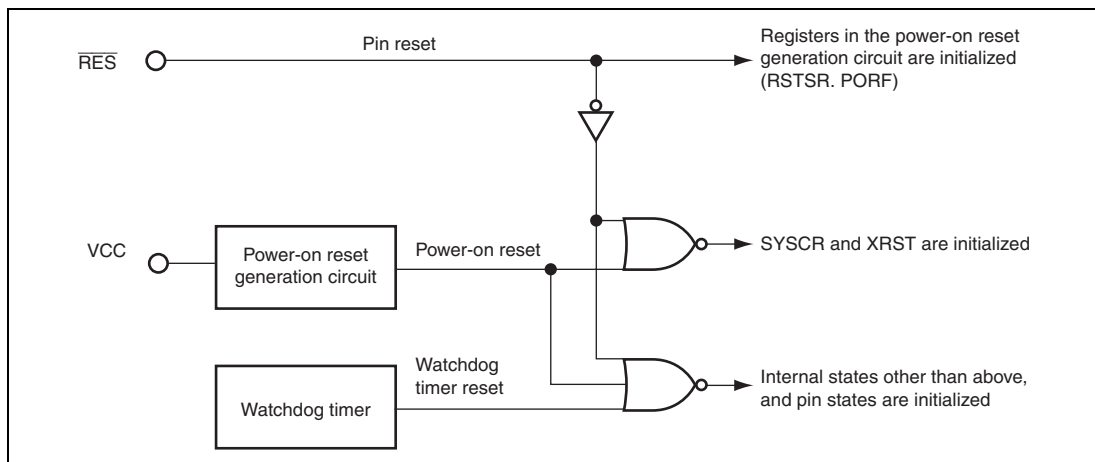 RES
Pin reset
Registers in the power-on reset
generation circuit are initialized
(RSTSR. PORF)
VCC
Power-on reset
generation circuit
Power-on reset
SYSCR and XRST are initialized
Watchdog timer
Watchdog
timer reset
Internal states other than above,
and pin states are initialized